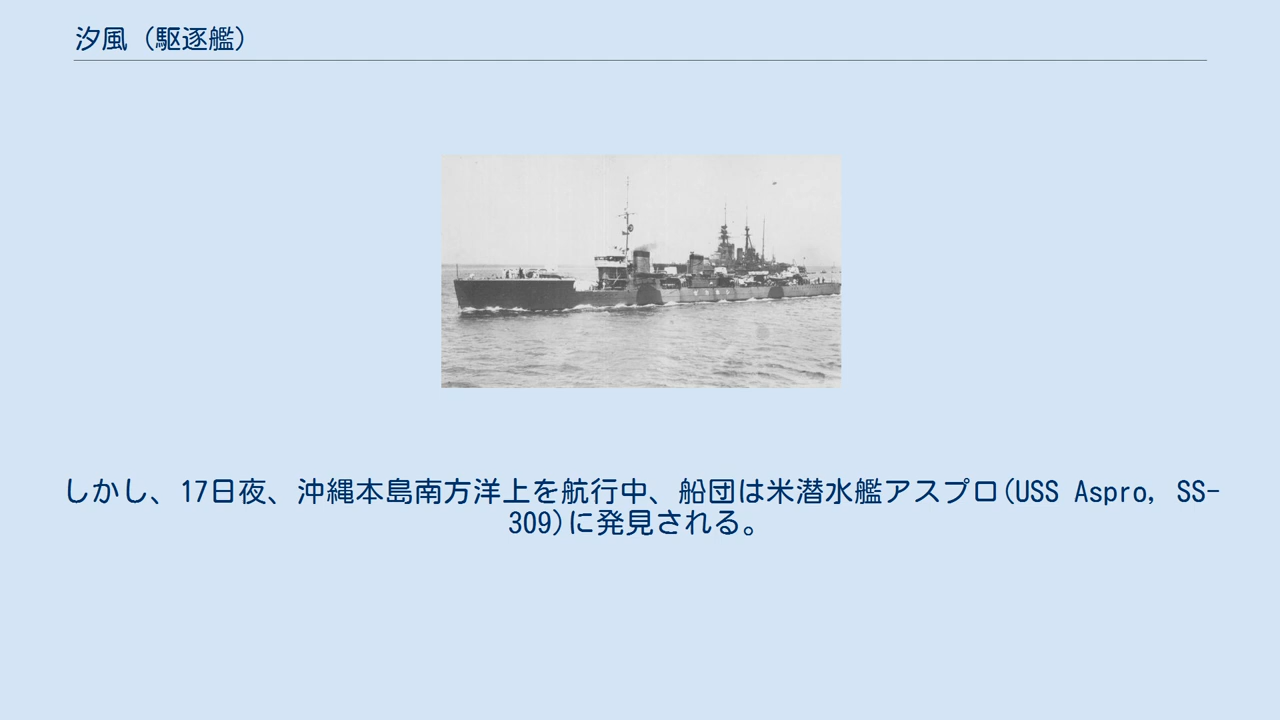 汐風 (駆逐艦)
しかし、17日夜、沖縄本島南方洋上を航行中、船団は米潜水艦アスプロ(USS Aspro, SS-
309)に発見される。